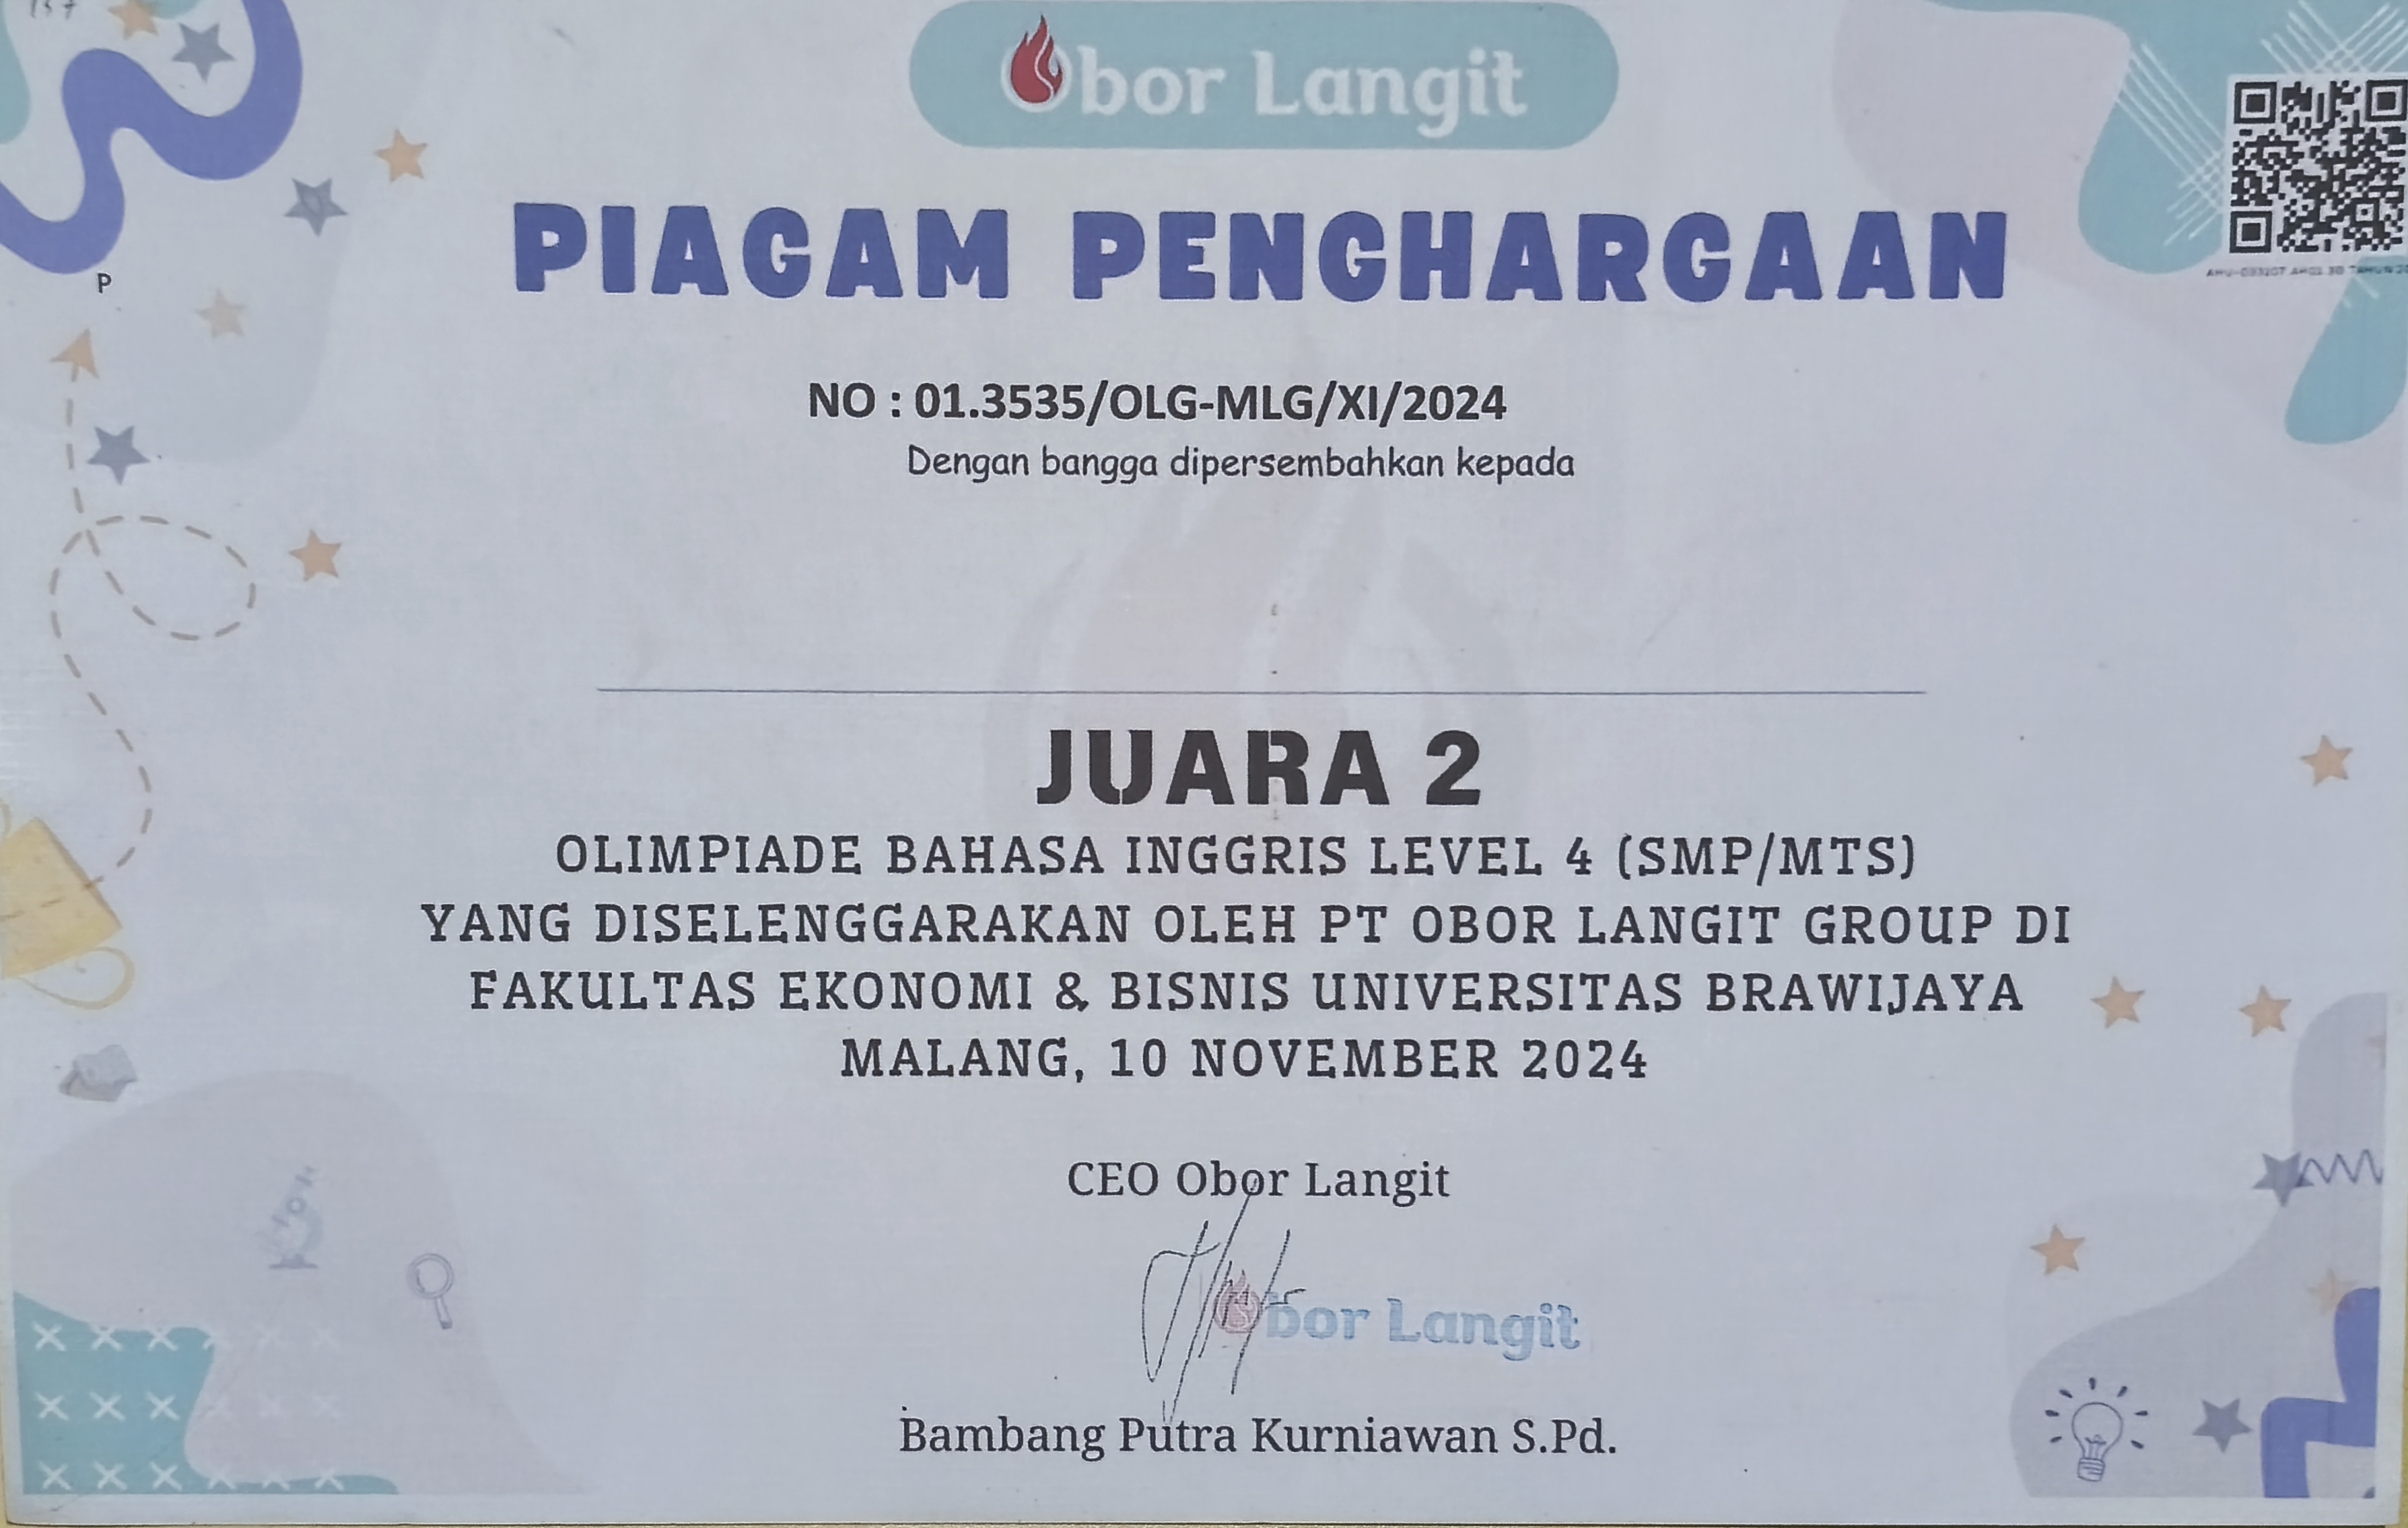 Obor Langit
PIAGAM PENGHARGAAN
P
NO : 01.3535/OLG-MLG/XI/2024
Dengan bangga dipersembahkan kepada
JUARA 2
OLIMPIADE BAHASA INGGRIS LEVEL 4 (SMP/MTS)
YANG DISELENGGARAKAN OLEH PT OBOR LANGIT GROUP DI
FAKULTAS EKONOMI & BISNIS UNIVERSITAS BRAWIJAYA
MALANG, 10 NOVEMBER 2024
CEO Obor Langit
Obor Langit
Bambang Putra Kurniawan S.Pd.